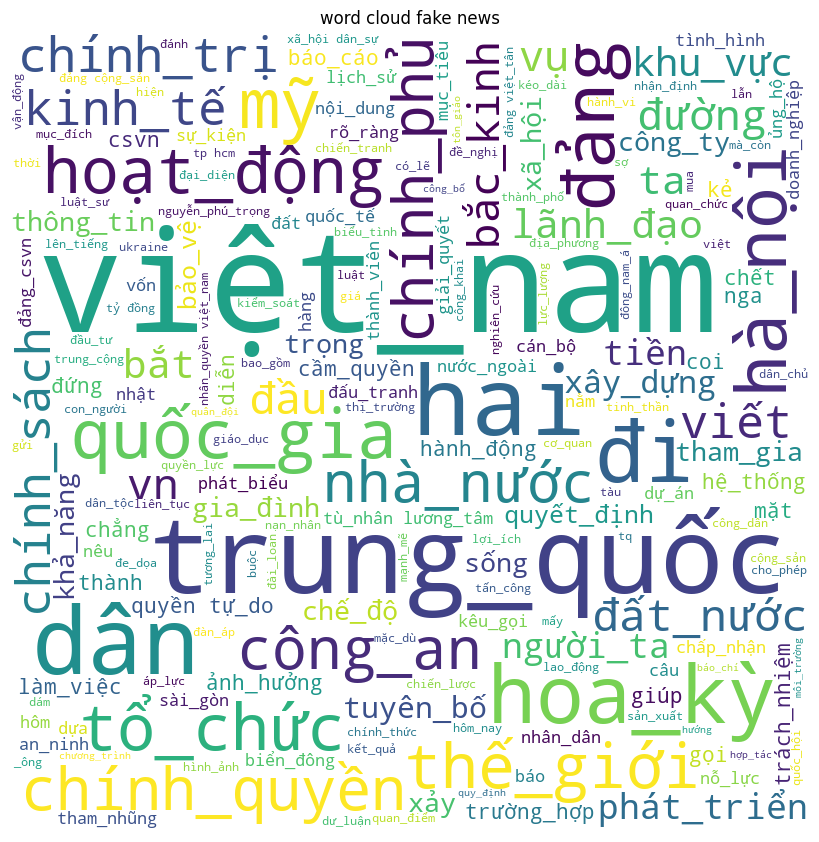 word cloud fake news
chính_trị
đánh
xã_hội dân_sự
báo_cáo
lịch_sử
chính_phủ
mục_tiêu
bắc_kinh
đảng việt_tân
vụ
kéo_dài
đảng
khu_vực
tình_hình
nhận_định
ủng_hộ
lẫn
doanh_nghiệp
vận_động
đảng cộng_sản
hiện
kinh_tế
mỹ
nội_dung
rõ_ràng
tôn_giáo
xã_hội
hành_vi
đường
mục_đích
csvn
sự_kiện
chiến_tranh
đề_nghị
công_ty
mà_còn
thời
tp hcm
đại_diện
có_lẽ
sợ
hoạt_động
công_bố
thành_phố
ta
mua
kẻ
hà_nội
luật_sư
nguyễn_phú_trọng
quốc_tế
quan_chức
thông_tin
đất
biểu_tình
giải_quyết
lãnh_đạo
việt
lên_tiếng
ukraine
bảo_vệ
luật
thành_viên
công_khai
địa_phương
đông_nam_á
đảng_csvn
việt_nam
vốn
kiểm_soát
hàng
giá
nghiên_cứu
lực_lượng
chết
nga
tỷ đồng
nhân_quyền việt_nam
đầu_tư
trọng
cán_bộ
tiền
coi
dân_chủ
trung_cộng
bắt
bao_gồm
cầm_quyền
nước_ngoài
chính_sách
đứng
nhật
diễn
đầu
đấu_tranh
hai
xây_dựng
con_người
quân_đội
thị_trường
năm
tinh_thần
viết
gửi
quốc_gia
giáo_dục
hành_động
cơ_quan
đi
tham_gia
khả_năng
vn
quyền_lực
phát_biểu
nhà_nước
hệ_thống
dân_tộc
liên_tục
gia_đình
tàu
dự_án
mặt
chẳng
nạn_nhân
tù_nhân lương_tâm
quyết_định
công_dân
nêu
đe_dọa
tương_lai
buộc
đài_loan
mạnh_mẽ
lợi_ích
tq
trung_quốc
sống
công_sản
cho_phép
thành
tấn_công
quyền tự_do
chế_độ
kêu_gọi
mấy
đất_nước
dân
đàn_áp
công_an
mặc_dù
người_ta
chấp_nhận
trách_nhiệm
môi_trường
làm_việc
áp_lực
ảnh_hưởng
chiến_lược
lao_động
câu
báo_chí
dám
sài_gòn
hoa_kỳ
giúp
hôm
dựa
tổ_chức
tuyên_bố
sản_xuất
hướng
an_ninh
chính_thức
hôm_nay
nhân_dân
gọi
hợp_tác
quốc_hội
_ông
chương_trình
biển_đông
kết_quả
hình_ảnh
thế_giới
báo
nỗ_lực
chính_quyền
quy_định
xảy
trường_hợp
phát_triển
tham_nhũng
dư_luận
quan_điểm